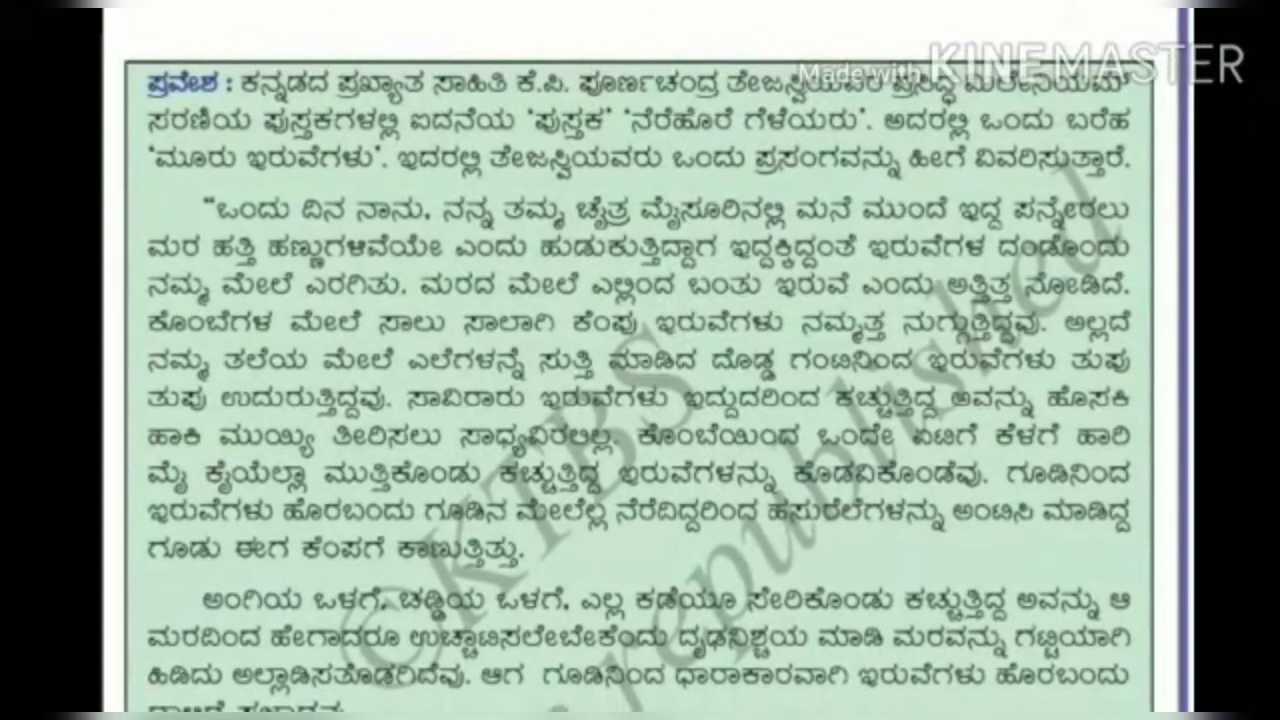 Made with KINEMASTER
ಪ್ರವೇಶ : ಕನ್ನಡದ ಪ್ರಖ್ಯಾತ ಸಾಹಿತಿ ಕೆ.ಪಿ. ಪೂರ್ಣಚಂದ್ರ ತೇಜಸ್ವಿಯವರ ಪ್ರಸಿದ್ಧ ಮಿಲೇನಿಯಮ್
ಸರಣಿಯ ಪುಸ್ತಕಗಳಲ್ಲಿ ಐದನೆಯ ‘ಪುಸ್ತಕ’ ‘ನೆರೆಹೊರೆ ಗೆಳೆಯರು’. ಅದರಲ್ಲಿ ಒಂದು ಬರೆಹ
‘ಮೂರು ಇರುವೆಗಳು’. ಇದರಲ್ಲಿ ತೇಜಸ್ವಿಯವರು ಒಂದು ಪ್ರಸಂಗವನ್ನು ಹೀಗೆ ವಿವರಿಸುತ್ತಾರೆ.
“ಒಂದು ದಿನ ನಾನು, ನನ್ನ ತಮ್ಮ ಚೈತ್ರ ಮೈಸೂರಿನಲ್ಲಿ ಮನೆ ಮುಂದೆ ಇದ್ದ ಪನ್ನೇರಲು
ಮರ ಹತ್ತಿ ಹಣ್ಣುಗಳಿವೆಯೇ ಎಂದು ಹುಡುಕುತ್ತಿದ್ದಾಗ ಇದ್ದಕ್ಕಿದ್ದಂತೆ ಇರುವೆಗಳ ದಂಡೊಂದು
ನಮ್ಮ ಮೇಲೆ ಎರಗಿತು. ಮರದ ಮೇಲೆ ಎಲ್ಲಿಂದ ಬಂತು ಇರುವೆ ಎಂದು ಅತ್ತಿತ್ತ ನೋಡಿದೆ.
ಕೊಂಬೆಗಳ ಮೇಲೆ ಸಾಲು ಸಾಲಾಗಿ ಕೆಂಪು ಇರುವೆಗಳು ನಮ್ಮತ್ತ ನುಗ್ಗುತ್ತಿದ್ದವು. ಅಲ್ಲದೆ
ನಮ್ಮ ತಲೆಯ ಮೇಲೆ ಎಲೆಗಳನ್ನೆ ಸುತ್ತಿ ಮಾಡಿದ ದೊಡ್ಡ ಗಂಟಿನಿಂದ ಇರುವೆಗಳು ತುಪು
ತುಪು ಉದುರುತ್ತಿದ್ದವು. ಸಾವಿರಾರು ಇರುವೆಗಳು ಇದ್ದುದರಿಂದ ಕಚ್ಚುತ್ತಿದ್ದ ಅವನ್ನು ಹೊಸಕಿ
ಹಾಕಿ ಮುಯ್ಯಿ ತೀರಿಸಲು ಸಾಧ್ಯವಿರಲಿಲ್ಲ. ಕೊಂಬೆಯಿಂದ ಒಂದೇ ಏಟಿಗೆ ಕೆಳಗೆ ಹಾರಿ
ಮೈ ಕೈಯೆಲ್ಲಾ ಮುತ್ತಿಕೊಂಡು ಕಚ್ಚುತ್ತಿದ್ದ ಇರುವೆಗಳನ್ನು ಕೊಡವಿಕೊಂಡೆವು. ಗೂಡಿನಿಂದ
ಇರುವೆಗಳು ಹೊರಬಂದು ಗೂಡಿನ ಮೇಲೆಲ್ಲ ನೆರೆದಿದ್ದರಿಂದ ಹಸುರೆಲೆಗಳನ್ನು ಅಂಟಿಸಿ ಮಾಡಿದ್ದ
ಗೂಡು ಈಗ ಕೆಂಪಗೆ ಕಾಣುತ್ತಿತ್ತು.
ಅಂಗಿಯ ಒಳಗೆ, ಚಡ್ಡಿಯ ಒಳಗೆ, ಎಲ್ಲ ಕಡೆಯೂ ಸೇರಿಕೊಂಡು ಕಚ್ಚುತ್ತಿದ್ದ ಅವನ್ನು ಆ
ಮರದಿಂದ ಹೇಗಾದರೂ ಉಚ್ಚಾಟಿಸಲೇಬೇಕೆಂದು ದೃಢನಿಶ್ಚಯ ಮಾಡಿ ಮರವನ್ನು ಗಟ್ಟಿಯಾಗಿ
ಹಿಡಿದು ಅಲ್ಲಾಡಿಸತೊಡಗಿದೆವು. ಆಗ ಗೂಡಿನಿಂದ ಧಾರಾಕಾರವಾಗಿ ಇರುವೆಗಳು ಹೊರಬಂದು
©KTBS
republished